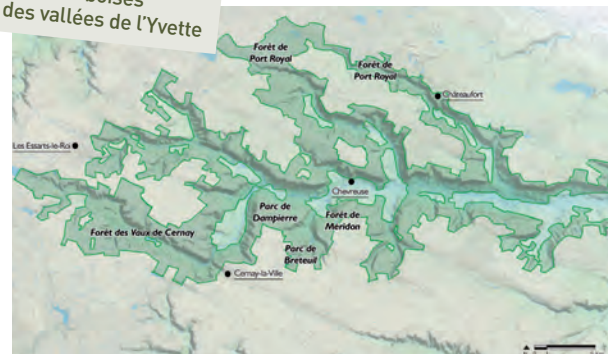 boisés
des vallées de l'Yvette
Forêt de
Port Royal
Forêt de
Port Royal
Châteaufort
Les Essarts-le-Roi
Chevreuse
Parc de
Dampierre
Forêt de
Méridon
Forêt des Vaux de Cernay
Parc de
Breteuil
Cernay-la-Ville